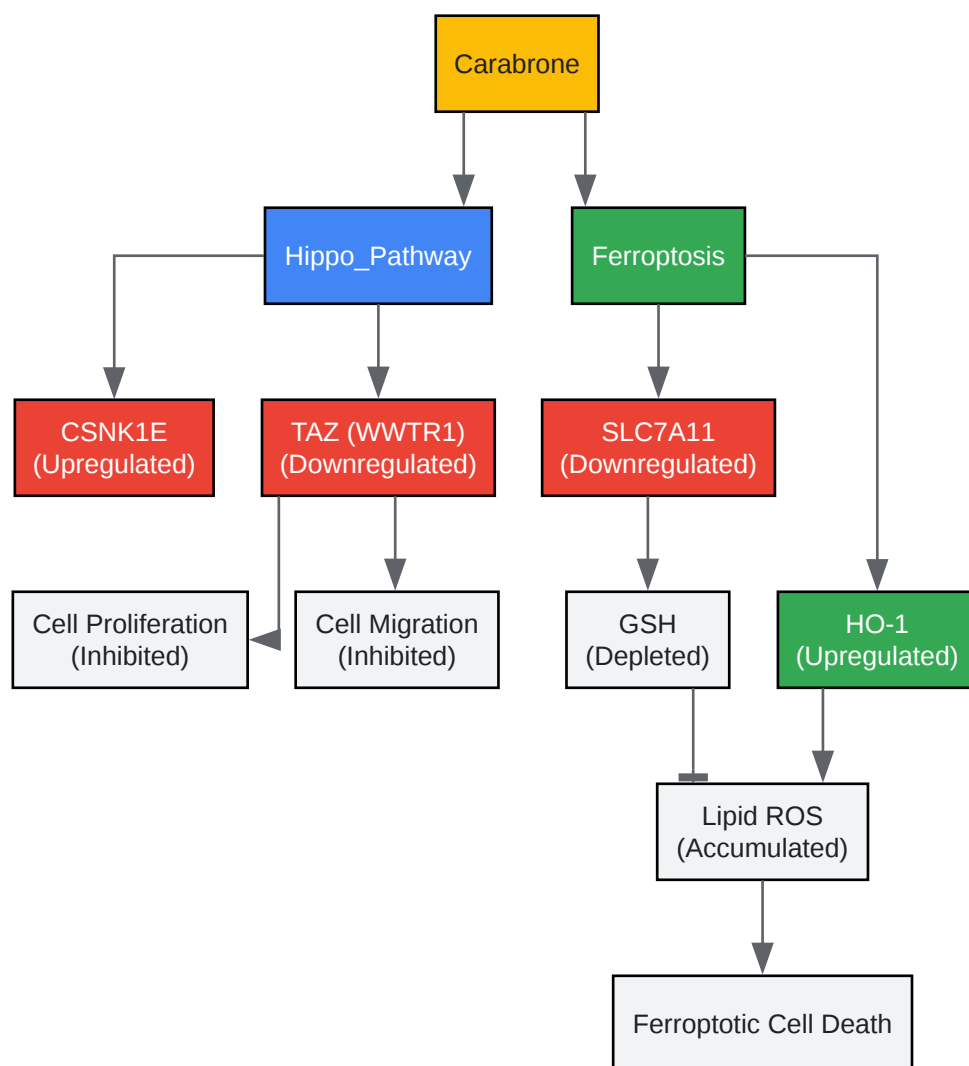 Carabrone
Hippo_Pathway
Ferroptosis
CSNK1E
(Upregulated)
TAZ (WWTR1)
(Downregulated)
SLC7A11
(Downregulated)
Cell Proliferation
(Inhibited)
Cell Migration
(Inhibited)
GSH
(Depleted)
HO-1
(Upregulated)
Lipid ROS
(Accumulated)
Ferroptotic Cell Death